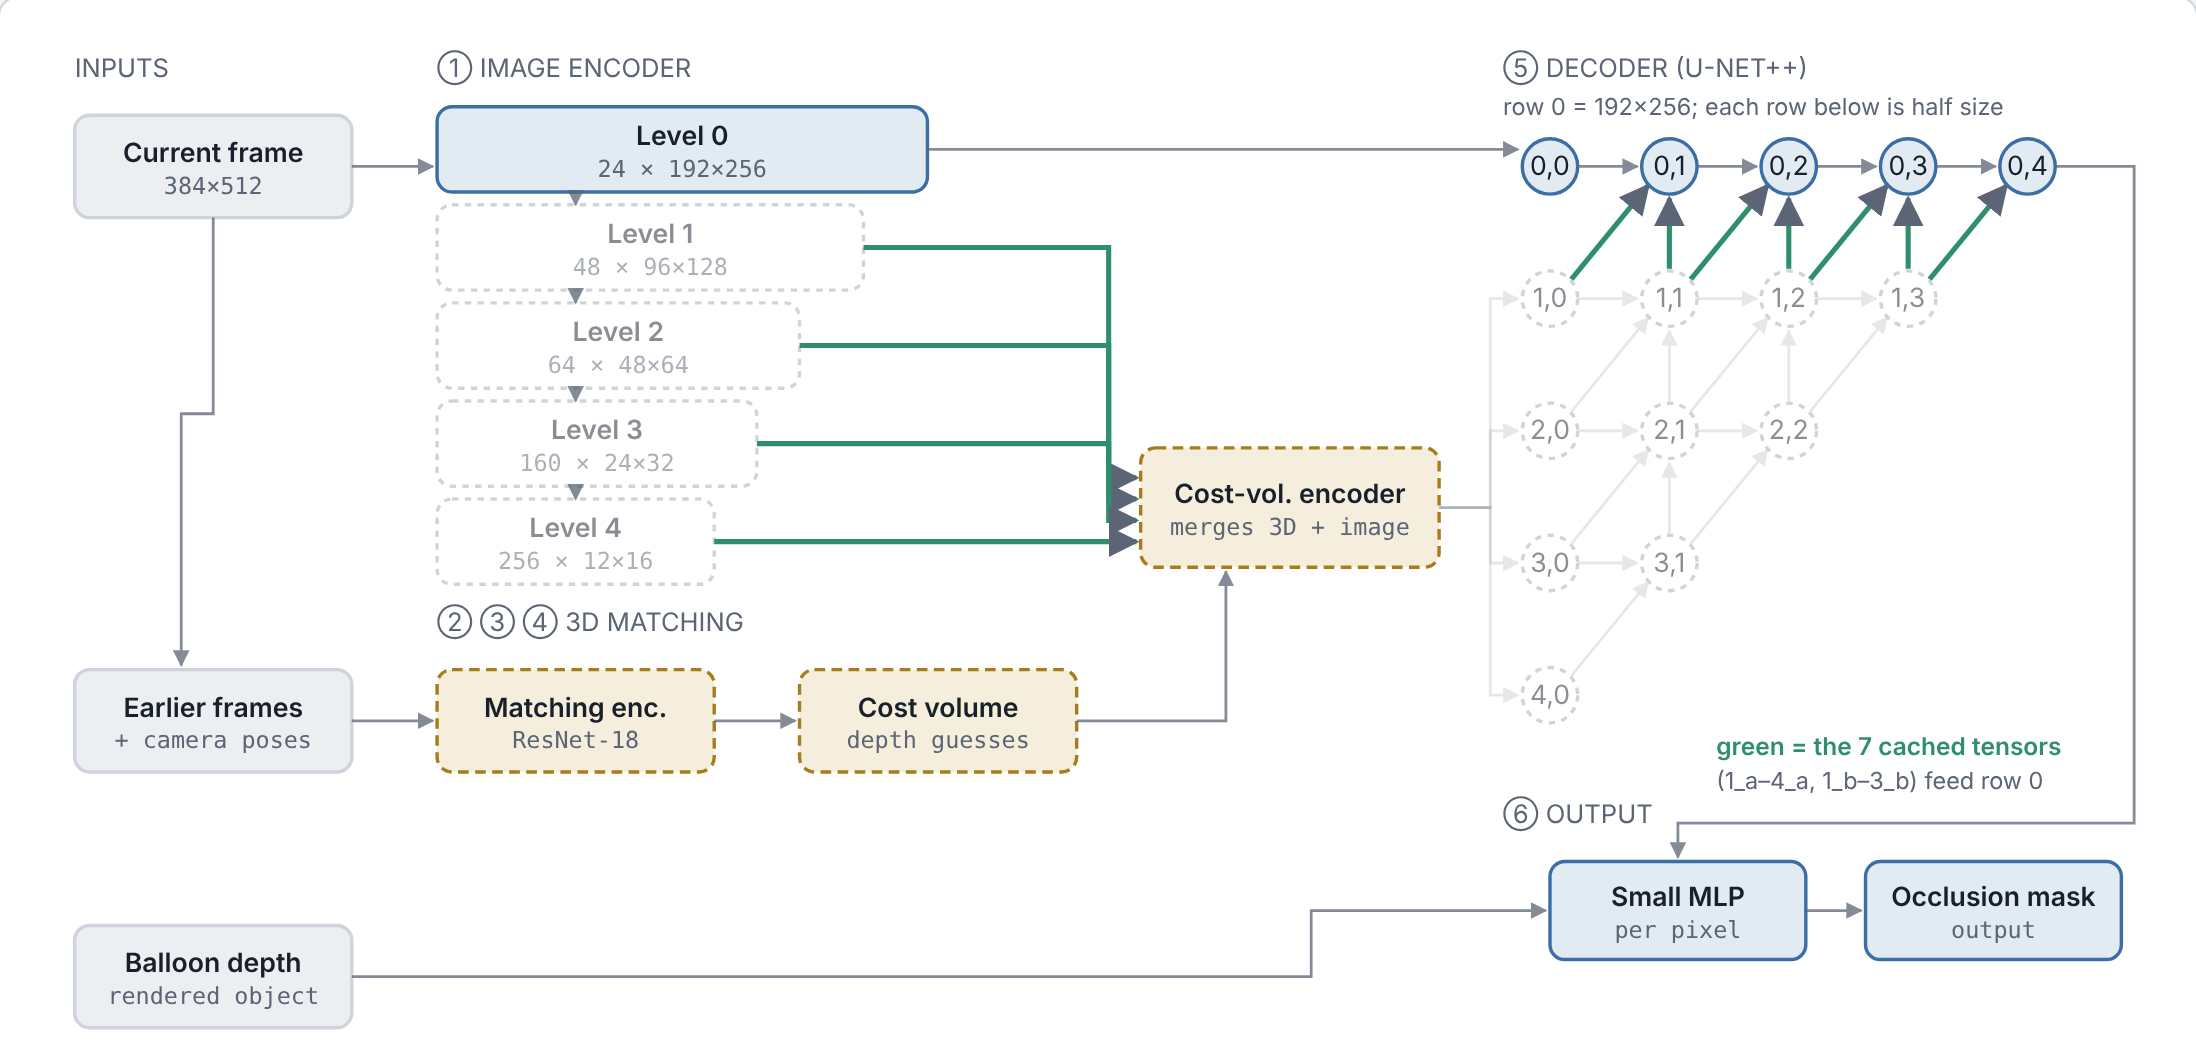 INPUTS
① IMAGE ENCODER
⑤ DECODER (U-NET++)
row 0 = 192×256; each row below is half size
Current frame
384×512
Level 0
24 × 192×256
Level 1
48 × 96×128
Level 2
64 × 48×64
Level 3
160 × 24×32
Level 4
256 × 12×16
0,0
0,1
0,2
0,3
0,4
1,0
1,1
1,2
1,3
2,0
2,1
2,2
3,0
3,1
4,0
Cost-vol. encoder
merges 3D + image
② ③ ④ 3D MATCHING
Earlier frames
+ camera poses
Matching enc.
ResNet-18
Cost volume
depth guesses
green = the 7 cached tensors
(1_a–4_a, 1_b–3_b) feed row 0
⑥ OUTPUT
Small MLP
per pixel
Occlusion mask
output
Balloon depth
rendered object